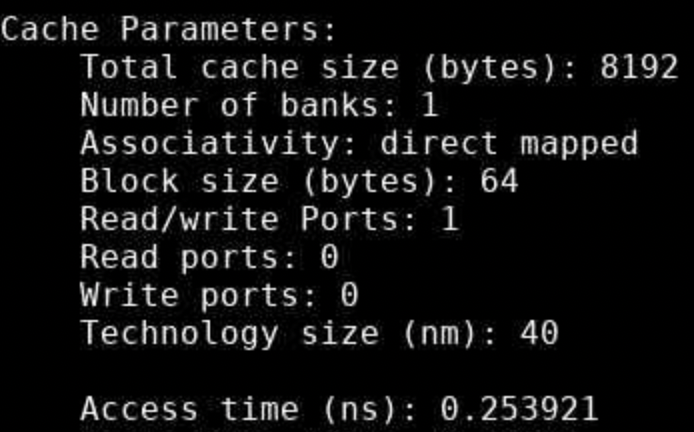 Cache Parameters:
Total cache size (bytes): 8192
Number of banks: 1
Associativity: direct mapped
Block size (bytes): 64
Read/write Ports: 1
Read ports: 0
Write ports: 0
Technology size (nm): 40
Access time (ns): 0.253921